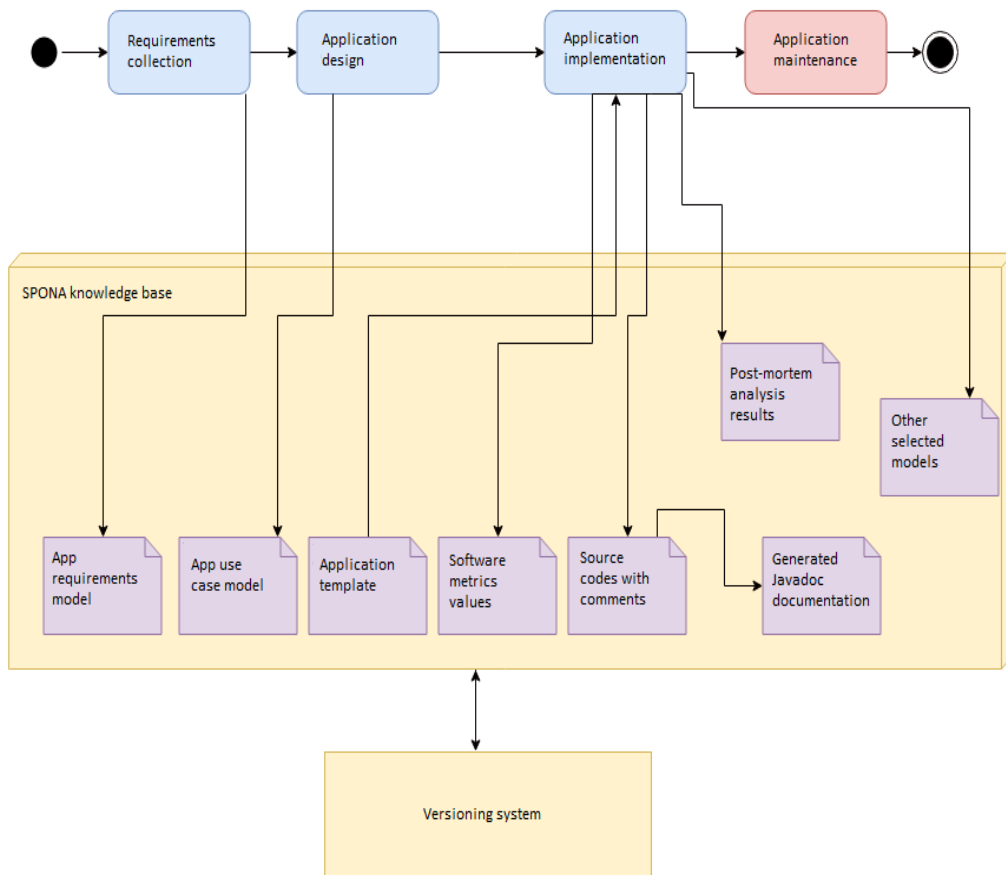 Requirements
collection
Application
design
Application
implementation
Application
maintenance
SPONA knowledge base
Post-mortem
analysis
results
Other
selected
models
App
requirements
model
App use
case model
Application
template
Software
metrics
values
Source
codes with
comments
Generated
Javadoc
documentation
Versioning system